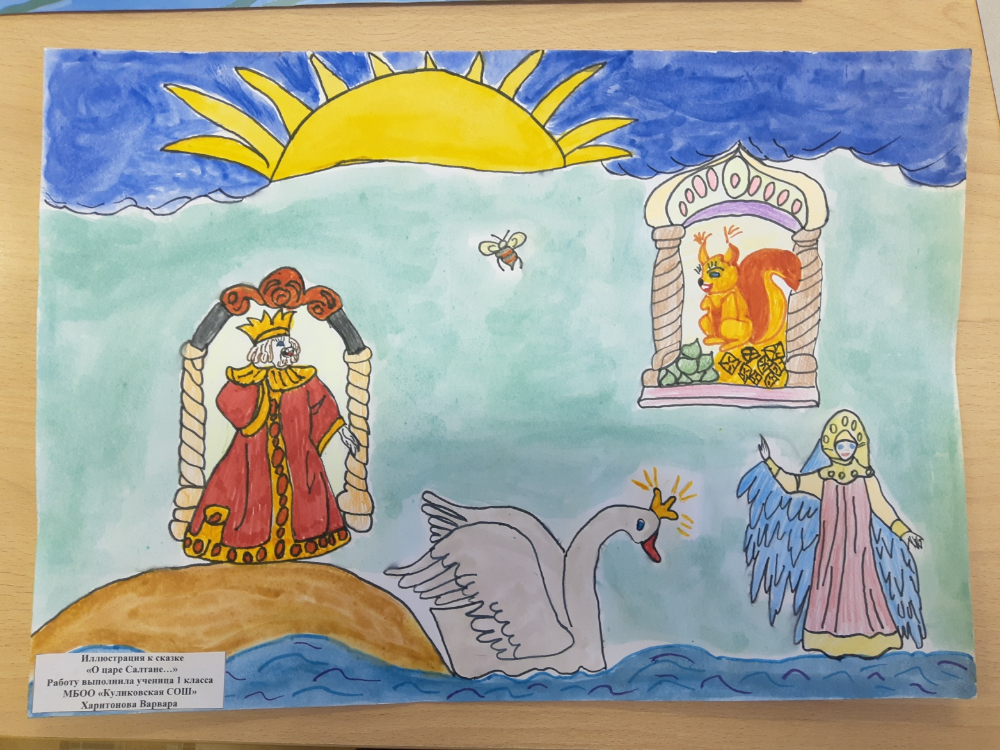 Иллюстрация к сказке
«О царе Салтане...»
Работу выполнила ученица 1 класса
МБОО «Куликовская СОШ»
Харитонова Варвара